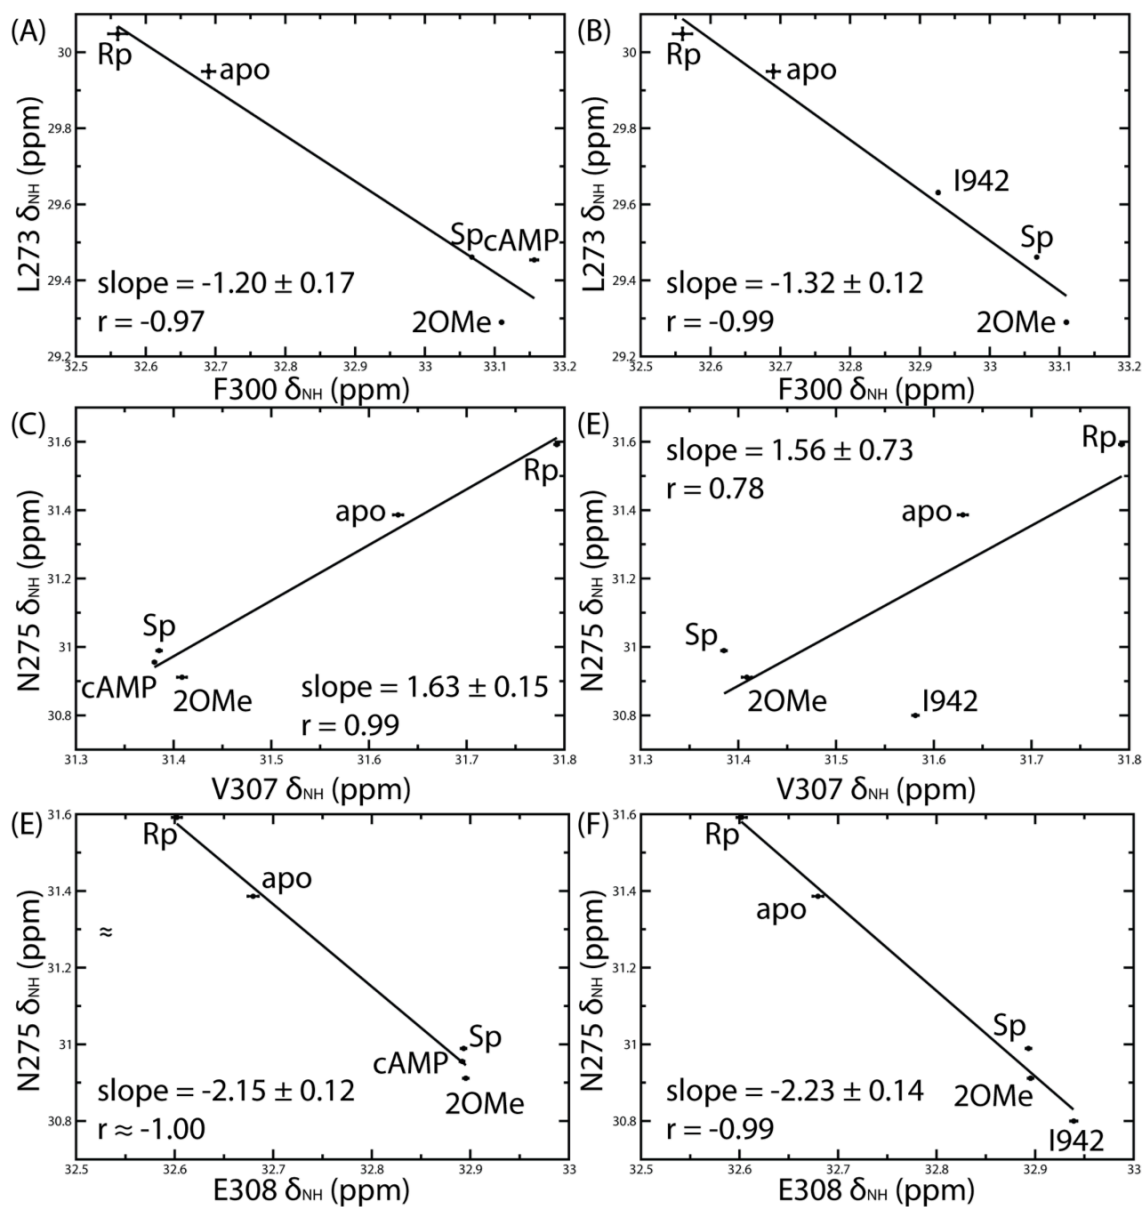 (A)
30
29.8
29.6
29.4
29.2
L273 δNH (ppm)
Rp
apo
Sp
cAMP
2OMe
slope = -1.20 ± 0.17
r = -0.97
32.5 32.6 32.7 32.8 32.9 33 33.1 33.2
F300 δNH (ppm)
(B)
30
29.8
29.6
29.4
29.2
L273 δNH (ppm)
Rp
apo
I942
Sp
2OMe
slope = -1.32 ± 0.12
r = -0.99
32.5 32.6 32.7 32.8 32.9 33 33.1 33.2
F300 δNH (ppm)
(C)
31.6
31.4
31.2
31
30.8
N275 δNH (ppm)
Rp
apo
Sp
cAMP
2OMe
slope = 1.63 ± 0.15
r = 0.99
31.3 31.4 31.5 31.6 31.7 31.8
V307 δNH (ppm)
(E)
31.6
31.4
31.2
31
30.8
N275 δNH (ppm)
slope = 1.56 ± 0.73
r = 0.78
Rp
apo
Sp
2OMe
I942
31.3 31.4 31.5 31.6 31.7 31.8
V307 δNH (ppm)
(E)
31.6
31.4
31.2
31
30.8
N275 δNH (ppm)
Rp
apo
≈
Sp
cAMP
2OMe
slope = -2.15 ± 0.12
r ≈ -1.00
32.5 32.6 32.7 32.8 32.9 33
E308 δNH (ppm)
(F)
31.6
31.4
31.2
31
30.8
N275 δNH (ppm)
Rp
apo
Sp
2OMe
I942
slope = -2.23 ± 0.14
r = -0.99
32.5 32.6 32.7 32.8 32.9 33
E308 δNH (ppm)